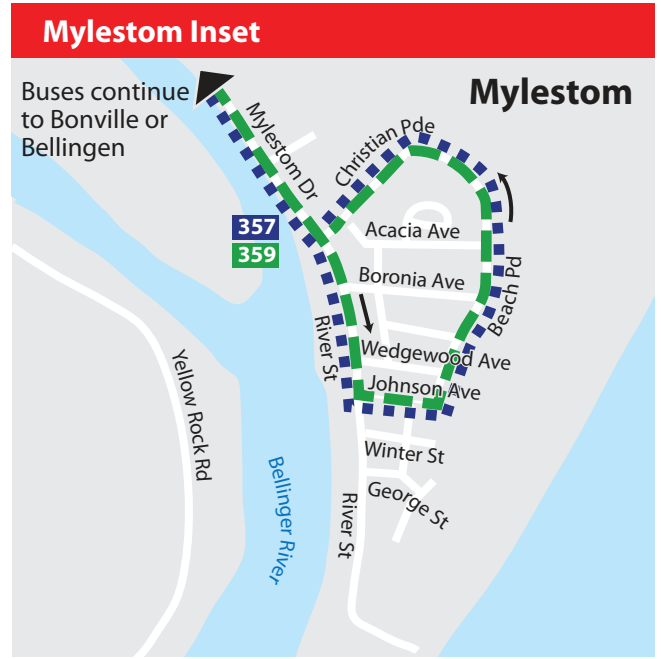 Mylestom Inset
Buses continue
to Bonville or
Bellingen
Mylestom
Mylestom Dr
Christian Pde
357
359
Acacia Ave
Boronia Ave
Beach Pd
River St
Wedgewood Ave
Johnson Ave
Yellow Rock Rd
Winter St
Bellinger River
George St
River St